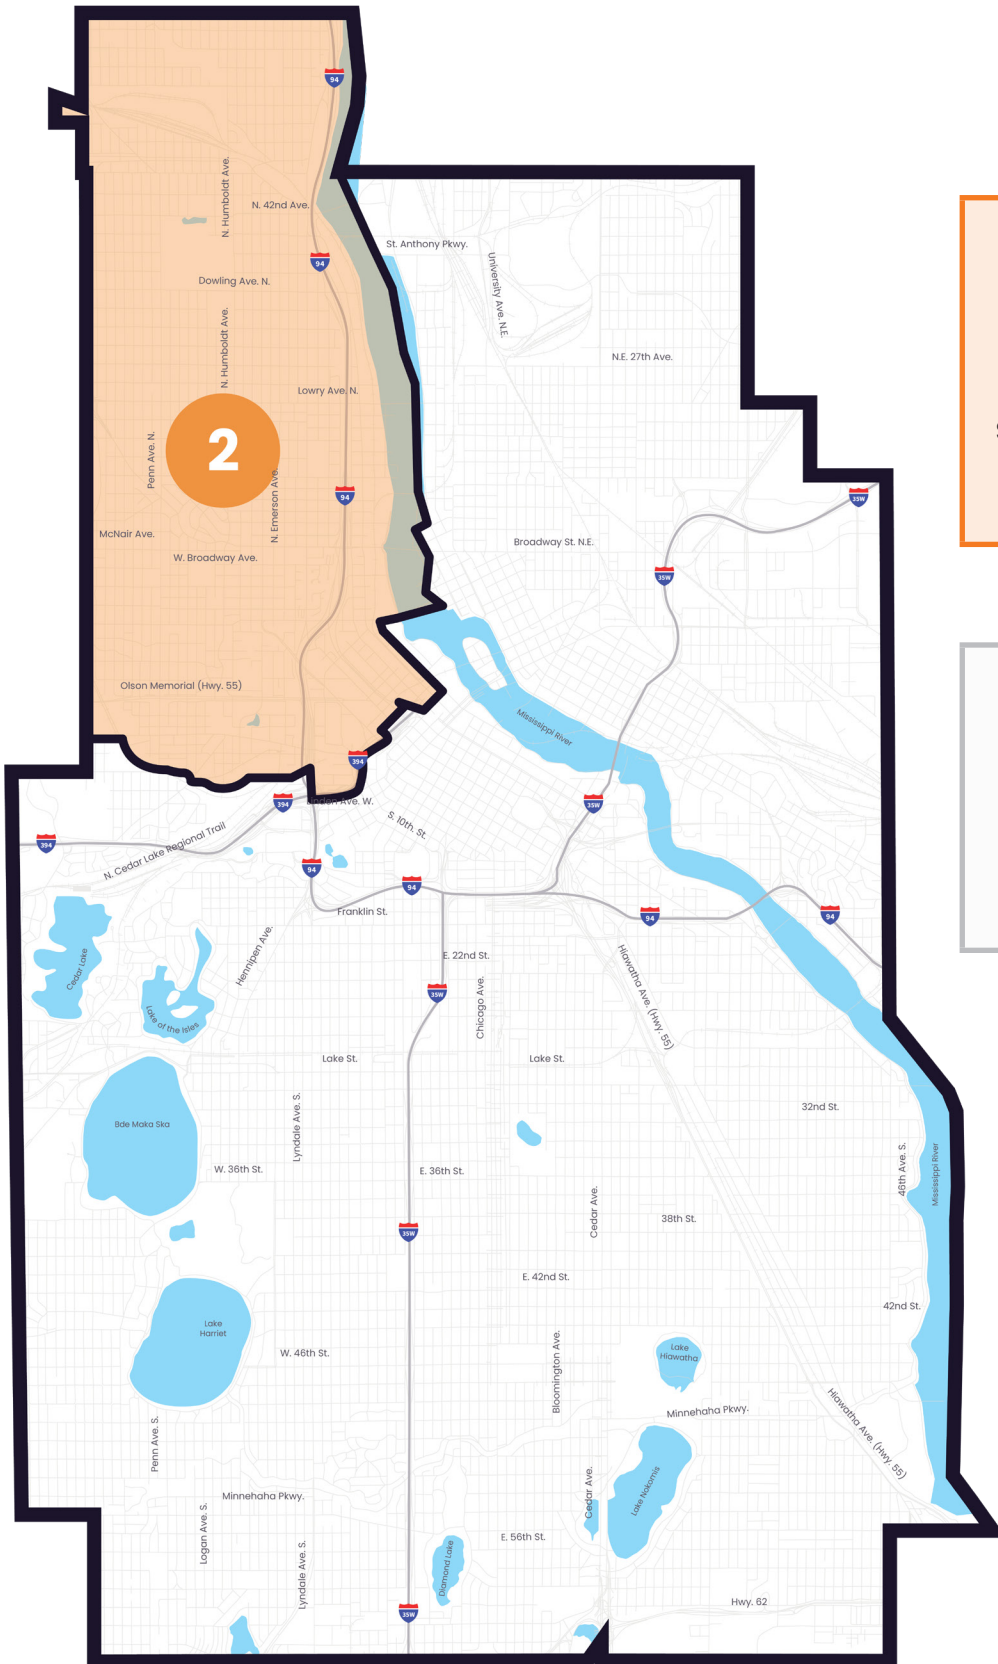 94
N. Humboldt Ave.
N. 42nd Ave.
St. Anthony Pkwy.
94
University Ave. N.E.
Dowling Ave. N.
N. Humboldt Ave.
N.E. 27th Ave.
Lowry Ave. N.
2
Penn Ave. N.
N. Emerson Ave.
94
35W
McNair Ave.
Broadway St. N.E.
W. Broadway Ave.
35W
Olson Memorial (Hwy. 55)
Mississippi River
394
394
Linden Ave. W.
35W
S. 10th. St.
394
N. Cedar Lake Regional Trail
94
94
Franklin St.
94
94
Hennipen Ave.
E. 22nd St.
Cedar Lake
35W
Chicago Ave.
Hiawatha Ave. (Hwy. 55)
Lake of the Isles
Lake St.
Lake St.
32nd St.
Bde Maka Ska
Lyndale Ave. S.
W. 36th St.
E. 36th St.
46th Ave. S.
Mississippi River
Cedar Ave.
38th St.
35W
E. 42nd St.
42nd St.
Lake
Harriet
W. 46th St.
Bloomington Ave.
Lake
Hiawatha
Minnehaha Pkwy.
Hiawatha Ave. (Hwy. 55)
Penn Ave. S.
Minnehaha Pkwy.
Cedar Ave.
Lake Nokomis
Logan Ave. S.
E. 56th St.
Lyndale Ave. S.
Diamond Lake
35W
Hwy. 62